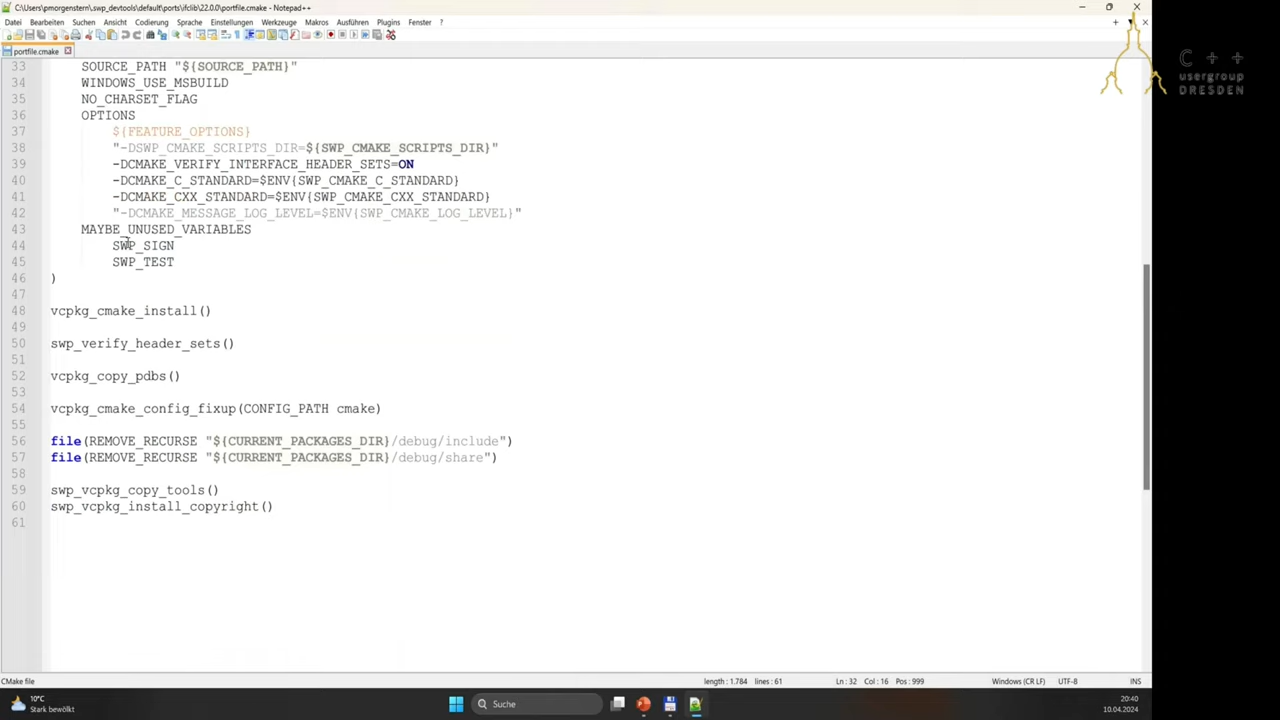 C:\Users\pmorgenstern\.swp_devtools\default\ports\ifclib\22.0.0\portfile.cmake - Notepad++
Datei Bearbeiten Suchen Ansicht Codierung Sprache Einstellungen Werkzeuge Makros Ausführen Plugins Fenster ?
portfile.cmake
33 SOURCE_PATH "${SOURCE_PATH}"
34 WINDOWS_USE_MSBUILD
35 NO_CHARSET_FLAG
36 OPTIONS
37 ${FEATURE_OPTIONS}
38 "-DSWP_CMAKE_SCRIPTS_DIR=${SWP_CMAKE_SCRIPTS_DIR}"
39 -DCMAKE_VERIFY_INTERFACE_HEADER_SETS=ON
40 -DCMAKE_C_STANDARD=$ENV{SWP_CMAKE_C_STANDARD}
41 -DCMAKE_CXX_STANDARD=$ENV{SWP_CMAKE_CXX_STANDARD}
42 "-DCMAKE_MESSAGE_LOG_LEVEL=$ENV{SWP_CMAKE_LOG_LEVEL}"
43 MAYBE_UNUSED_VARIABLES
44 SWP_SIGN
45 SWP_TEST
46 )
47
48 vcpkg_cmake_install()
49
50 swp_verify_header_sets()
51
52 vcpkg_copy_pdbs()
53
54 vcpkg_cmake_config_fixup(CONFIG_PATH cmake)
55
56 file(REMOVE_RECURSE "${CURRENT_PACKAGES_DIR}/debug/include")
57 file(REMOVE_RECURSE "${CURRENT_PACKAGES_DIR}/debug/share")
58
59 swp_vcpkg_copy_tools()
60 swp_vcpkg_install_copyright()
61
CMake file length : 1.784 lines : 61 Ln : 32 Col : 16 Pos : 999 Windows (CR LF) UTF-8 INS
10°C
Stark bewölkt
Suche
20:40
10.04.2024
C + +
usergroup
DRESDEN